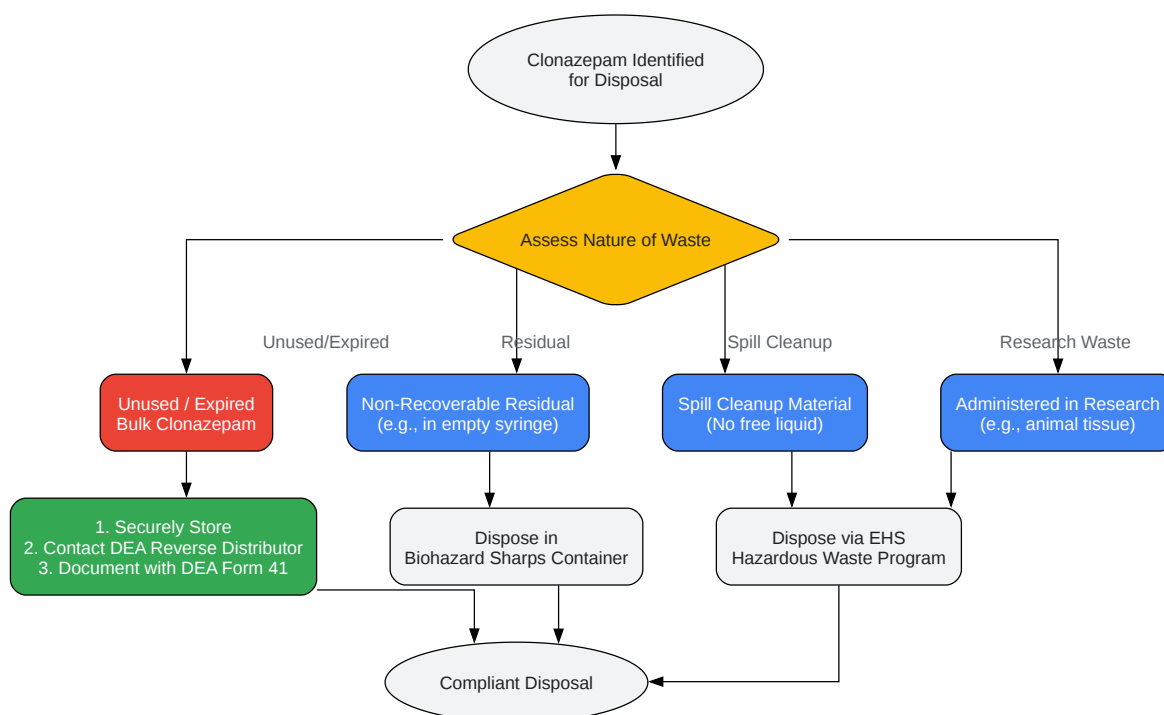 Clonazepam Identified
for Disposal
Assess Nature of Waste
Unused/Expired
Residual
Spill Cleanup
Research Waste
Unused / Expired
Bulk Clonazepam
Non-Recoverable Residual
(e.g., in empty syringe)
Spill Cleanup Material
(No free liquid)
Administered in Research
(e.g., animal tissue)
1. Securely Store
2. Contact DEA Reverse Distributor
3. Document with DEA Form 41
Dispose in
Biohazard Sharps Container
Dispose via EHS
Hazardous Waste Program
Compliant Disposal